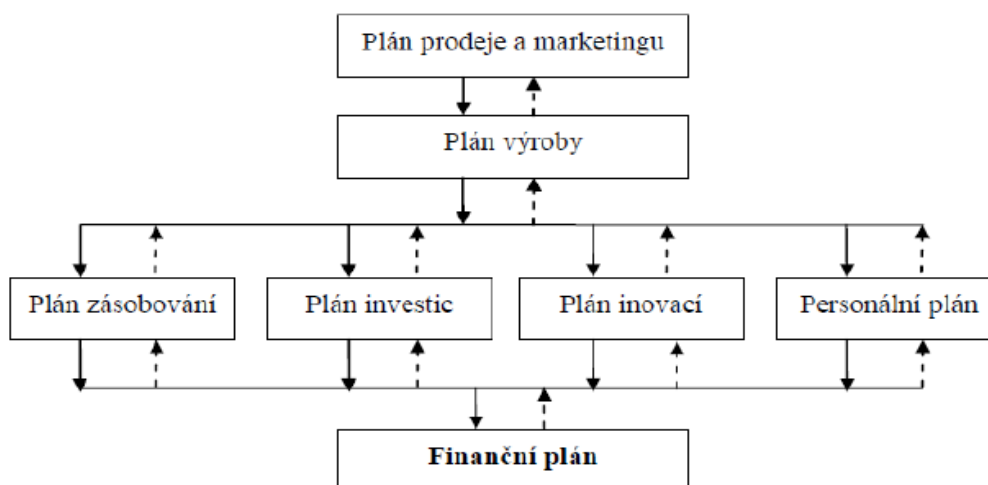 Plán prodeje a marketingu
Plán výroby
Plán zásobování
Plán investic
Plán inovací
Personální plán
Finanční plán